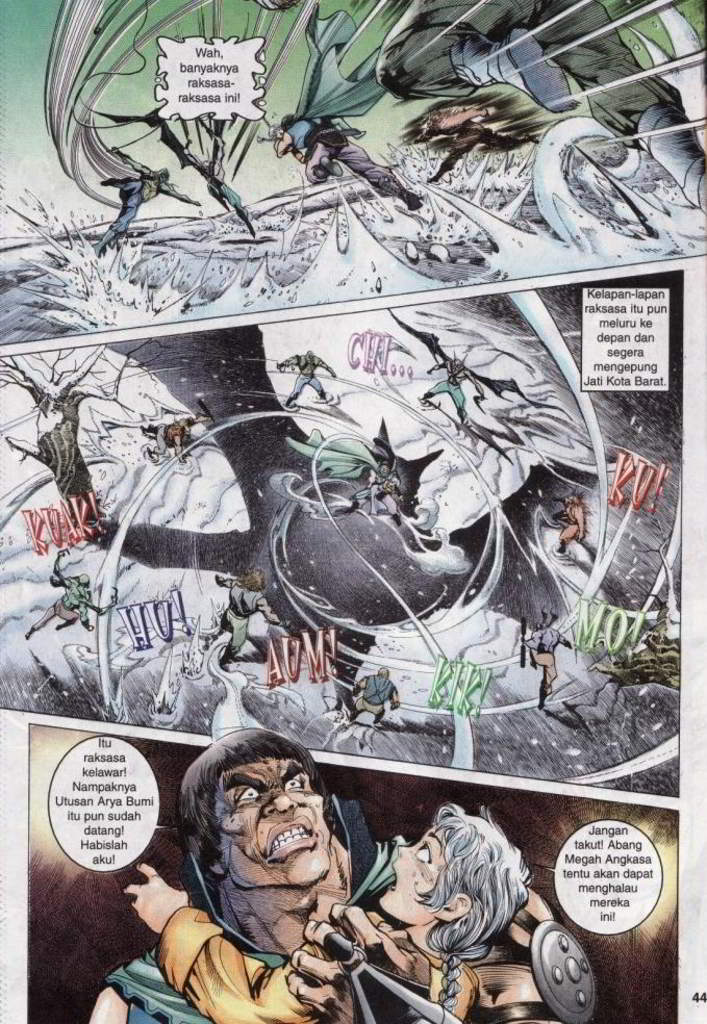 Wah,
banyaknya
raksasa-
raksasa ini!
Kelapan-lapan
raksasa itu pun
meluru ke
depan dan
segera
mengepung
Jati Kota Barat.
CIII...
KU!
KUAK!
HU!
AUM!
KIK!
MO!
Itu
raksasa
kelawar!
Nampaknya
Utusan Arya Bumi
itu pun sudah
datang!
Habislah
aku!
Jangan
takut! Abang
Megah Angkasa
tentu akan dapat
menghalau
mereka
ini!
44